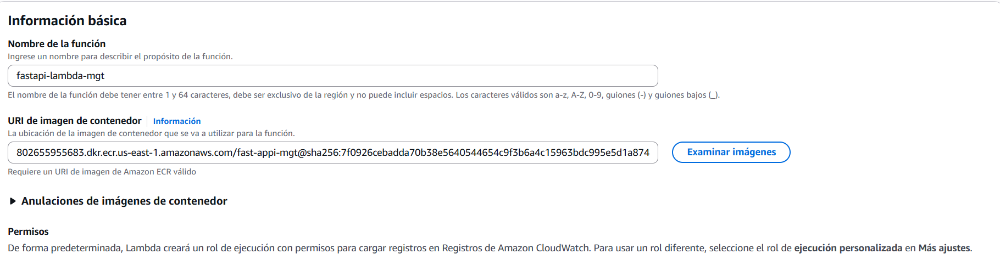 Información básica
Nombre de la función
Ingrese un nombre para describir el propósito de la función.
fastapi-lambda-mgt
El nombre de la función debe tener entre 1 y 64 caracteres, debe ser exclusivo de la región y no puede incluir espacios. Los caracteres válidos son a-z, A-Z, 0-9, guiones (-) y guiones bajos (_).
URI de imagen de contenedor Información
La ubicación de la imagen de contenedor que se va a utilizar para la función.
802655955683.dkr.ecr.us-east-1.amazonaws.com/fast-appi-mgt@sha256:7f0926cebadda70b38e5640544654c9f3b6a4c15963bdc995e5d1a874
Examinar imágenes
Requiere un URI de imagen de Amazon ECR válido
Anulaciones de imágenes de contenedor
Permisos
De forma predeterminada, Lambda creará un rol de ejecución con permisos para cargar registros en Registros de Amazon CloudWatch. Para usar un rol diferente, seleccione el rol de ejecución personalizada en Más ajustes.